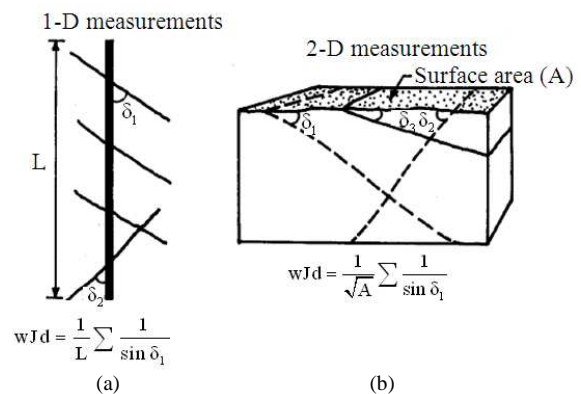 1-D measurements
δ₁
L
δ₂
wJd = 1/L ∑ 1/sin δ₁
(a)
2-D measurements
Surface area (A)
δ₁
δ₃ δ₂
wJd = 1/√A ∑ 1/sin δ₁
(b)